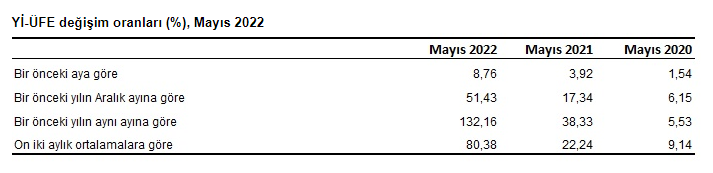 Yİ-ÜFE değişim oranları (%), Mayıs 2022
Mayıs 2022 Mayıs 2021 Mayıs 2020
Bir önceki aya göre 8,76 3,92 1,54
Bir önceki yılın Aralık ayına göre 51,43 17,34 6,15
Bir önceki yılın aynı ayına göre 132,16 38,33 5,53
On iki aylık ortalamalara göre 80,38 22,24 9,14